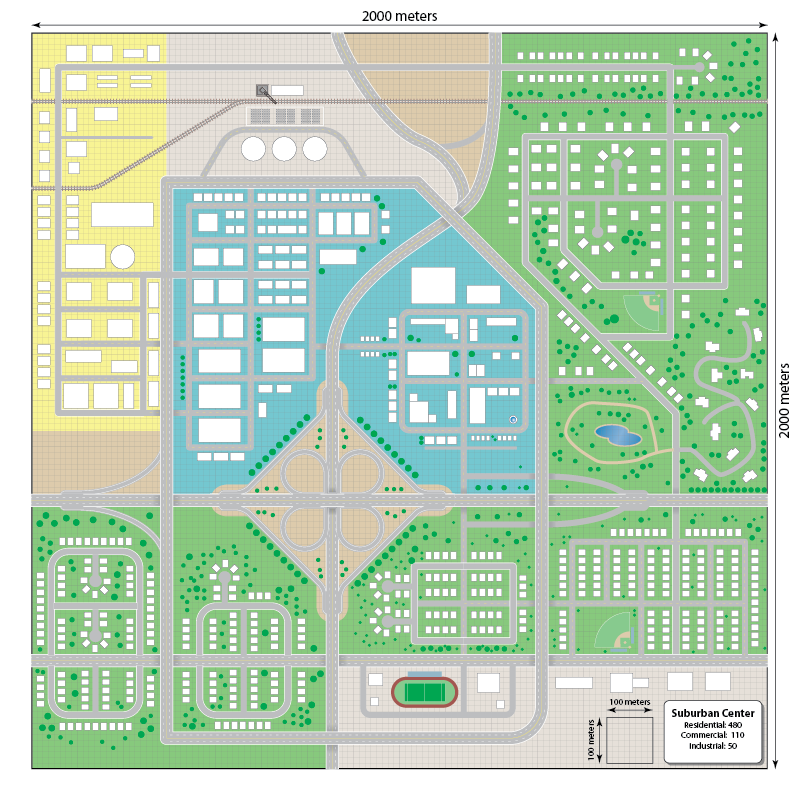 2000 meters
2000 meters
100 meters
100 meters
Suburban Center
Residential: 480
Commercial: 110
Industrial: 50